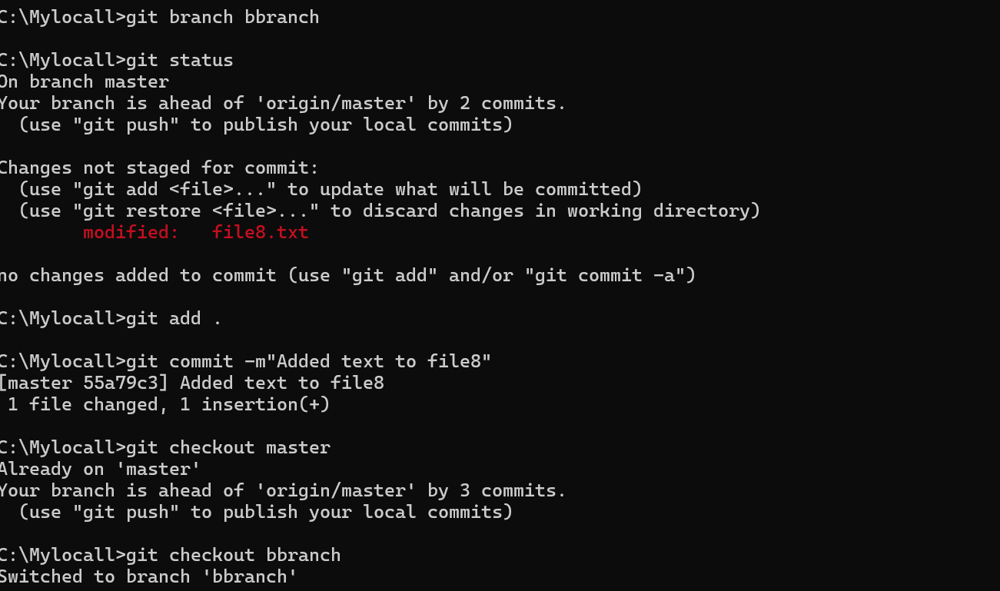 C:\Mylocall>git branch bbranch
C:\Mylocall>git status
On branch master
Your branch is ahead of 'origin/master' by 2 commits.
  (use "git push" to publish your local commits)
Changes not staged for commit:
  (use "git add <file>..." to update what will be committed)
  (use "git restore <file>..." to discard changes in working directory)
        modified:   file8.txt
no changes added to commit (use "git add" and/or "git commit -a")
C:\Mylocall>git add .
C:\Mylocall>git commit -m"Added text to file8"
[master 55a79c3] Added text to file8
 1 file changed, 1 insertion(+)
C:\Mylocall>git checkout master
Already on 'master'
Your branch is ahead of 'origin/master' by 3 commits.
  (use "git push" to publish your local commits)
C:\Mylocall>git checkout bbranch
Switched to branch 'bbranch'